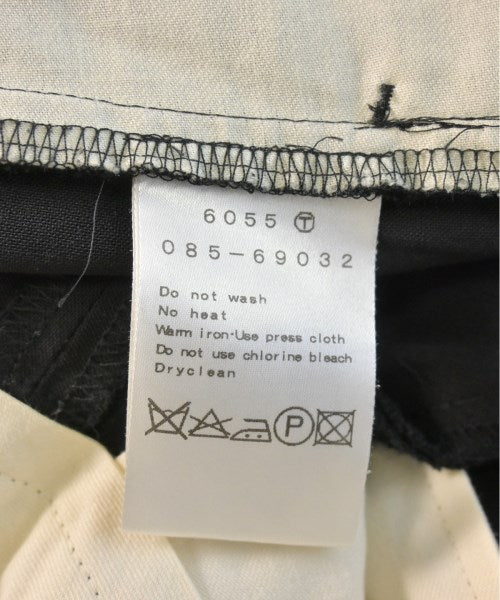 6055 Ⓣ
085-69032
Do not wash
No heat
Warm iron·Use press cloth
Do not use chlorine bleach
Dryclean
P